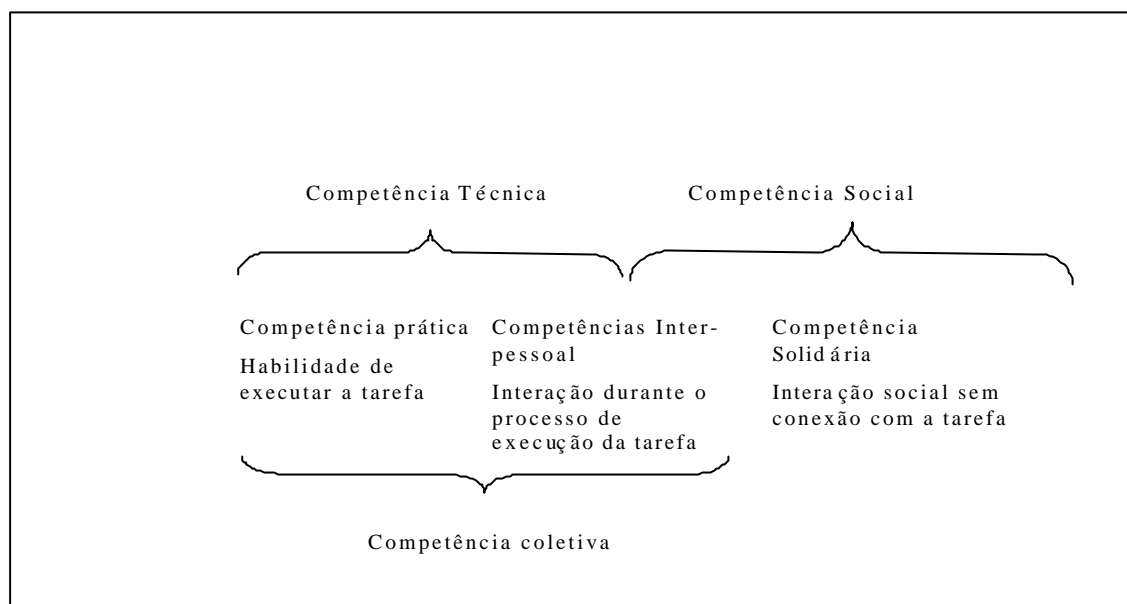 Competência Técnica
Competência Social
Competência prática
Habilidade de
executar a tarefa
Competências Inter-
pessoal
Interação durante o
processo de
execução da tarefa
Competência
Solidária
Interação social sem
conexão com a tarefa
Competência coletiva